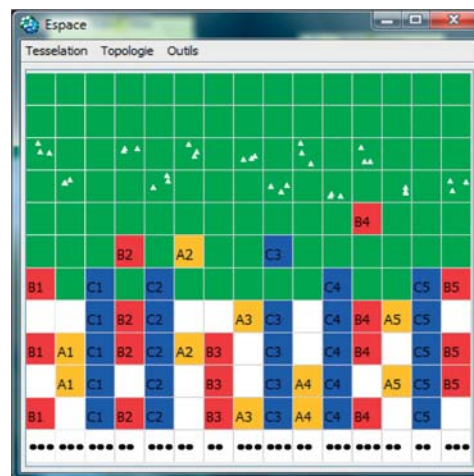 Espace
Tesselation Topologie Outils
B4
B2 A2 C3
B1 C1 C2 C4 C5 B5
C1 B2 C2 A3 C3 C4 B4 A5 C5
B1 A1 C1 B2 C2 A2 B3 C3 C4 B4 C5 B5
A1 C1 C2 B3 C3 A4 C4 A5 C5 B5
B1 C1 B2 C2 B3 A3 C3 A4 C4 B4 C5